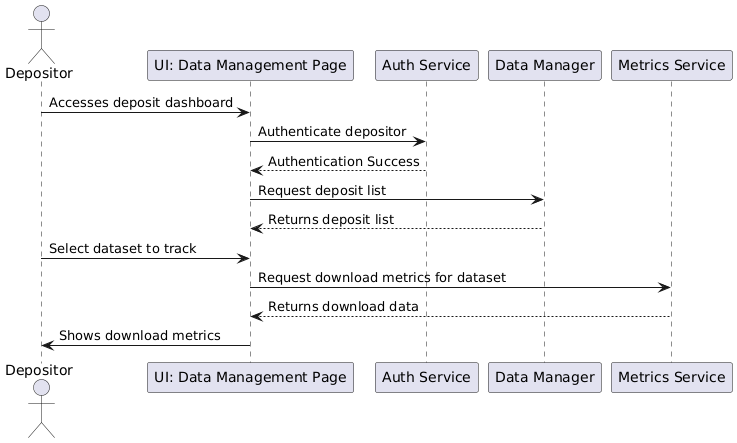 Depositor
UI: Data Management Page
Auth Service
Data Manager
Metrics Service
Accesses deposit dashboard
Authenticate depositor
Authentication Success
Request deposit list
Returns deposit list
Select dataset to track
Request download metrics for dataset
Returns download data
Shows download metrics
Depositor
UI: Data Management Page
Auth Service
Data Manager
Metrics Service